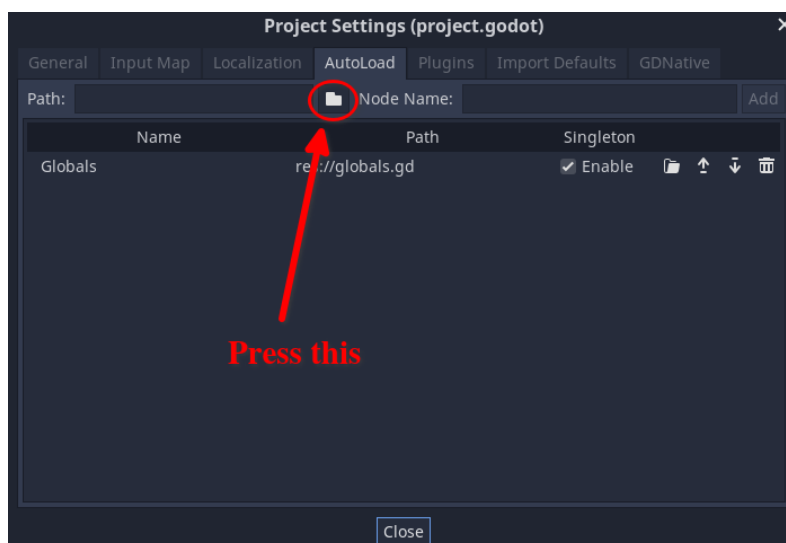 Project Settings (project.godot)
General Input Map Localization AutoLoad Plugins Import Defaults GDNative
Path: Node Name: Add
Name Path Singleton
Globals res://globals.gd Enable
Press this
Close